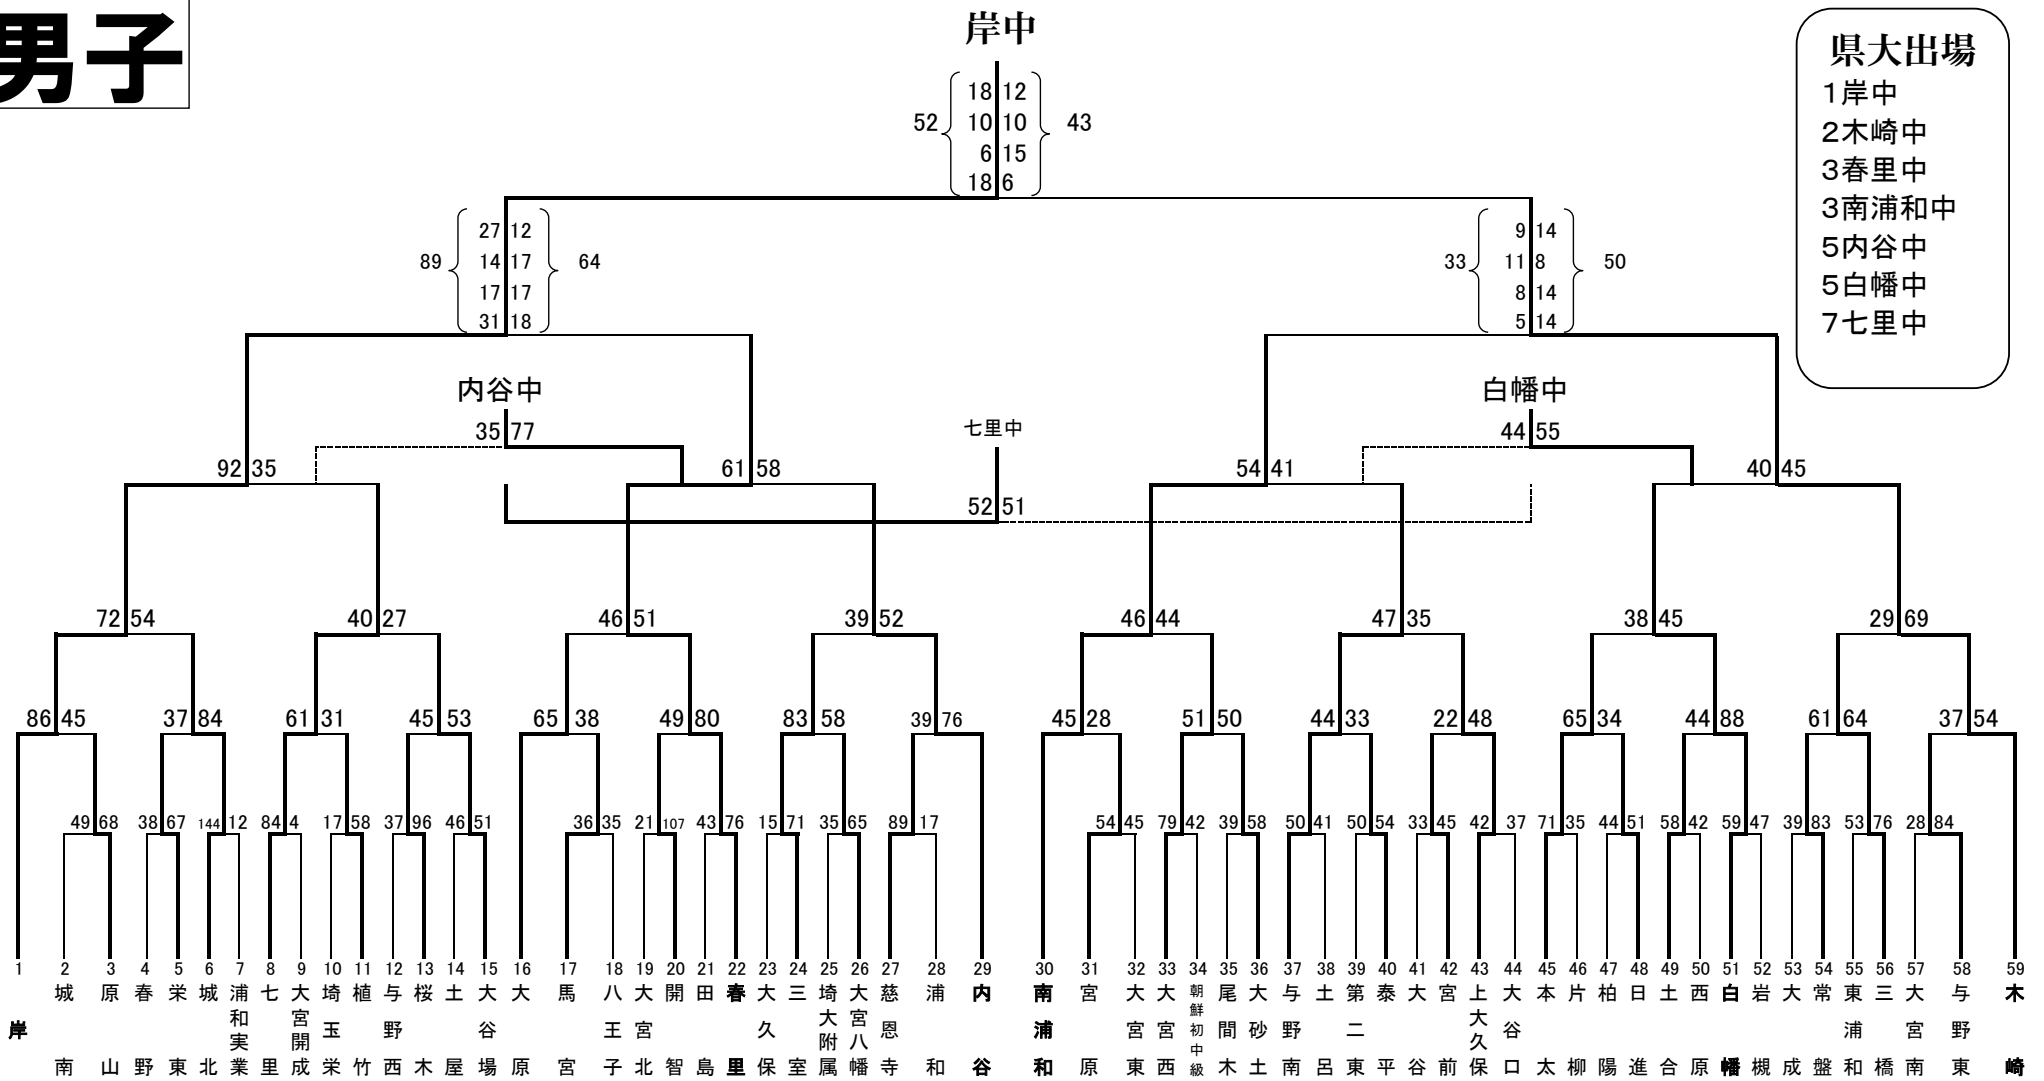 男子
岸中
県大出場
1岸中
2木崎中
3春里中
3南浦和中
5内谷中
5白幡中
7七里中
18 12
52 10 10 43
6 15
18 6
27 12
89 14 17 64
17 17
31 18
9 14
33 11 8 50
8 14
5 14
内谷中
白幡中
35 77
七里中
44 55
92 35
61 58
54 41
40 45
52 51
72 54
40 27
46 51
39 52
46 44
47 35
38 45
29 69
86 45
37 84
61 31
45 53
65 38
49 80
83 58
39 76
45 28
51 50
44 33
22 48
65 34
44 88
61 64
37 54
49 68
38 67
144 12
84 4
17 58
37 96
46 51
36 35
21 107
43 76
15 71
35 65
89 17
54 45
79 42
39 58
50 41
50 54
33 45
42 37
71 35
44 51
58 42
59 47
39 83
53 76
28 84
1 岸
2 城南
3 原山
4 春野
5 栄東
6 城北
7 浦和実業
8 七里
9 大宮開成
10 埼玉栄
11 植竹
12 与野西
13 桜木
14 土屋
15 大谷場
16 大原
17 馬宮
18 八王子
19 大宮北
20 開智
21 田島
22 春里
23 大久保
24 三室
25 埼大附属
26 大宮八幡
27 慈恩寺
28 浦和
29 内谷
30 南浦和
31 宮原
32 大宮東
33 大宮西
34 朝鮮初中級
35 尾間木
36 大砂土
37 与野南
38 土呂
39 第二東
40 泰平
41 大谷
42 宮前
43 上大久保
44 大谷口
45 本太
46 片柳
47 柏陽
48 日進
49 土合
50 西原
51 白幡
52 岩槻
53 大成
54 常盤
55 東浦和
56 三橋
57 大宮南
58 与野東
59 木崎